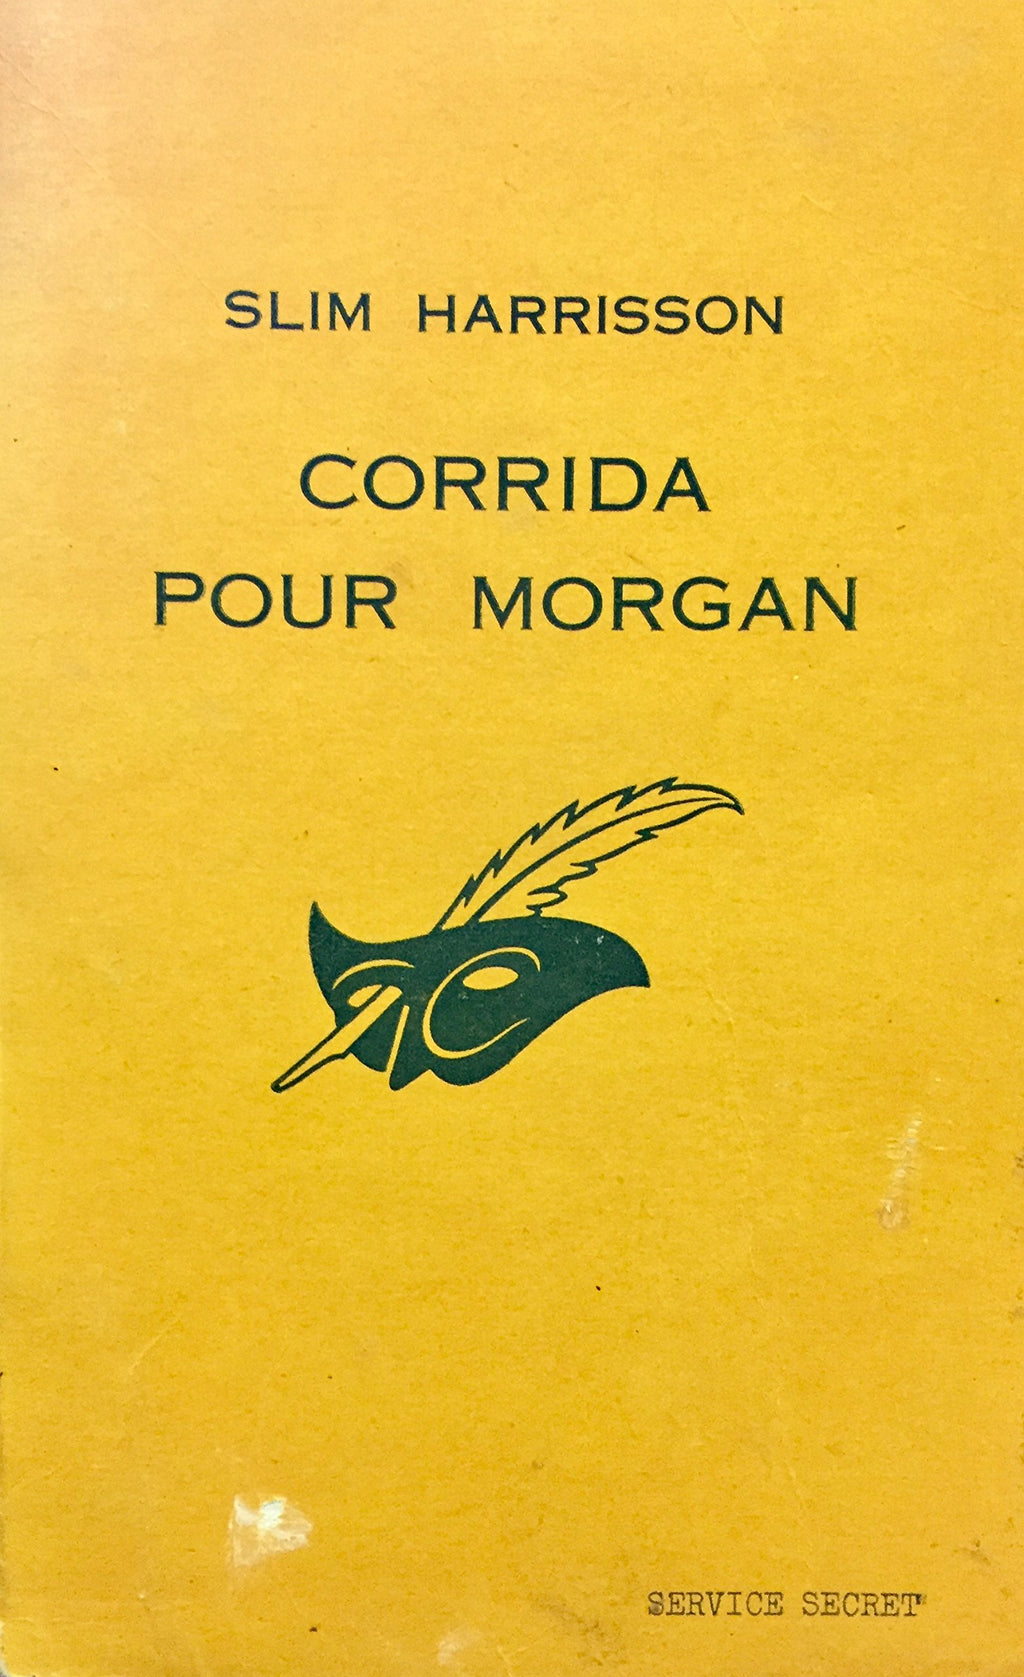 SLIM HARRISSON
CORRIDA
POUR MORGAN
SERVICE SECRET